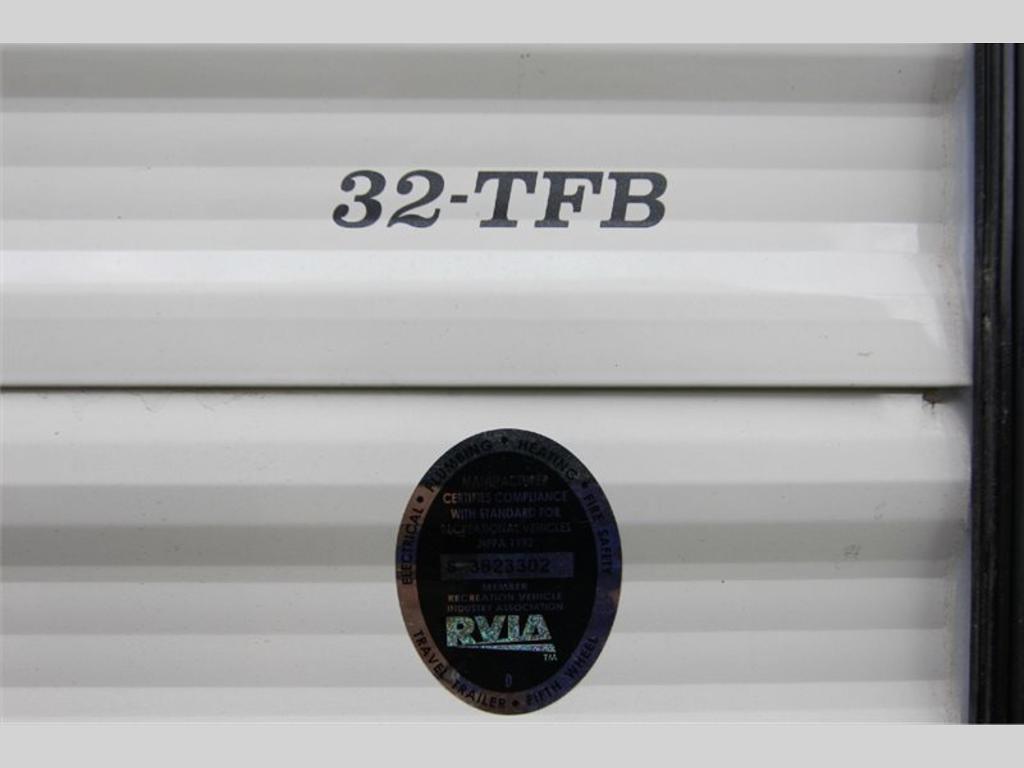 32-TFB
ELECTRICAL • PLUMBING • HEATING • FIRE SAFETY
MANUFACTURER
CERTIFIES COMPLIANCE
WITH STANDARD FOR
RECREATIONAL VEHICLES
NFPA 1192
S 3823302
MEMBER
RECREATION VEHICLE
INDUSTRY ASSOCIATION
RVIA
TM
D
TRAVEL TRAILER • FIFTH WHEEL